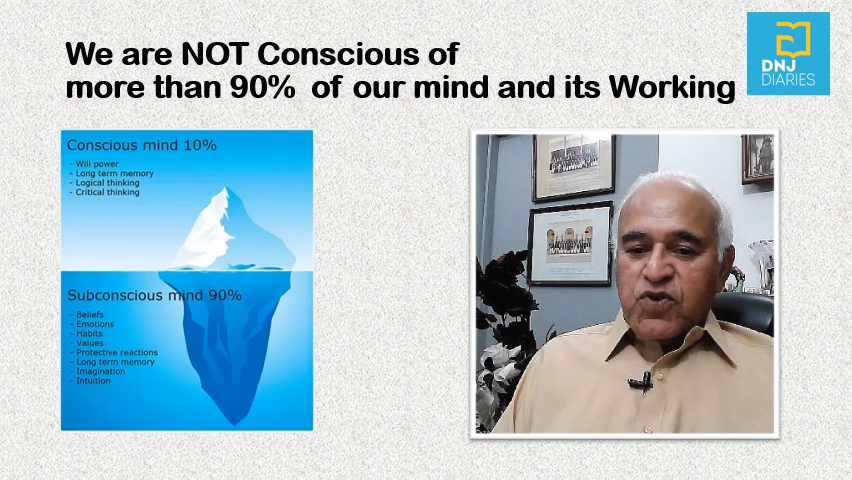 We are NOT Conscious of
more than 90% of our mind and its Working
DNJ
DIARIES
Conscious mind 10%
- Will power
- Long term memory
- Logical thinking
- Critical thinking
Subconscious mind 90%
- Beliefs
- Emotions
- Habits
- Values
- Protective reactions
- Long term memory
- Imagination
- Intuition